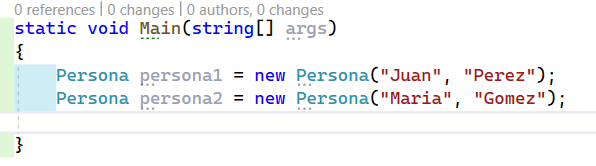 0 references | 0 changes | 0 authors, 0 changes
static void Main(string[] args)
{
Persona persona1 = new Persona("Juan", "Perez");
Persona persona2 = new Persona("Maria", "Gomez");
}